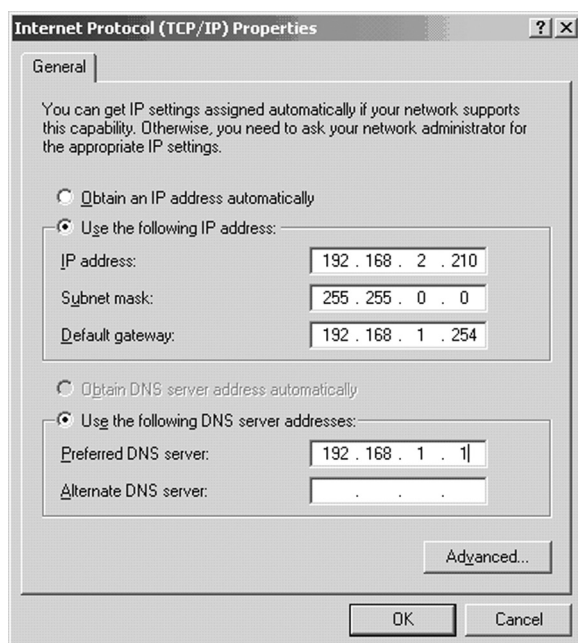 Internet Protocol (TCP/IP) Properties
General
You can get IP settings assigned automatically if your network supports
this capability. Otherwise, you need to ask your network administrator for
the appropriate IP settings.
Obtain an IP address automatically
Use the following IP address:
IP address: 192 . 168 . 2 . 210
Subnet mask: 255 . 255 . 0 . 0
Default gateway: 192 . 168 . 1 . 254
Obtain DNS server address automatically
Use the following DNS server addresses:
Preferred DNS server: 192 . 168 . 1 . 1
Alternate DNS server: . . .
Advanced...
OK Cancel